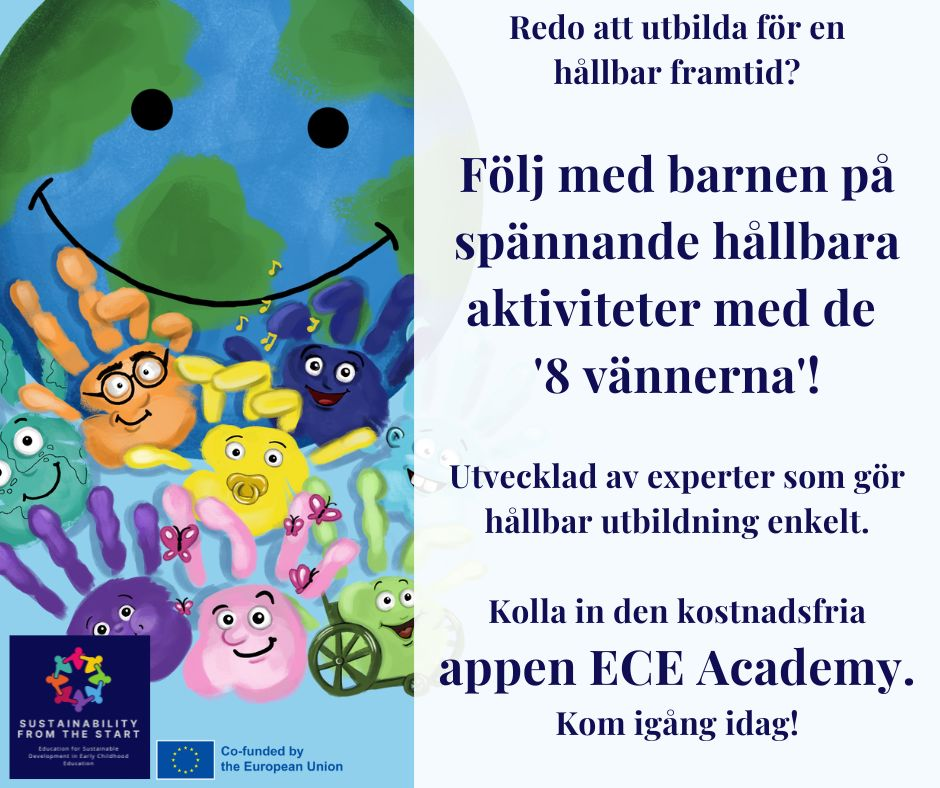 Redo att utbilda för en
hållbar framtid?
Följ med barnen på
spännande hållbara
aktiviteter med de
'8 vännerna'!
Utvecklad av experter som gör
hållbar utbildning enkelt.
Kolla in den kostnadsfria
appen ECE Academy.
Kom igång idag!
SUSTAINABILITY
FROM THE START
Education for Sustainable
Development in Early Childhood
Education
Co-funded by
the European Union